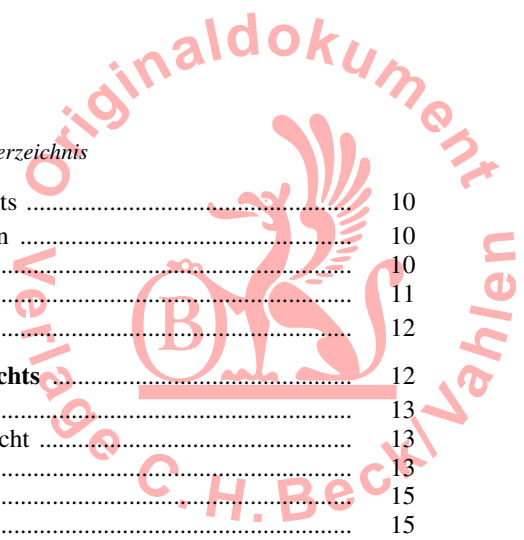 Originaldokument
erzeichnis
ts ........................................................ 10
n ......................................................... 10
........................................................... 10
........................................................... 11
........................................................... 12
chts .................................................... 12
........................................................... 13
cht ...................................................... 13
........................................................... 13
........................................................... 15
........................................................... 15
OB
Verlage C. H. Beck/Vahlen